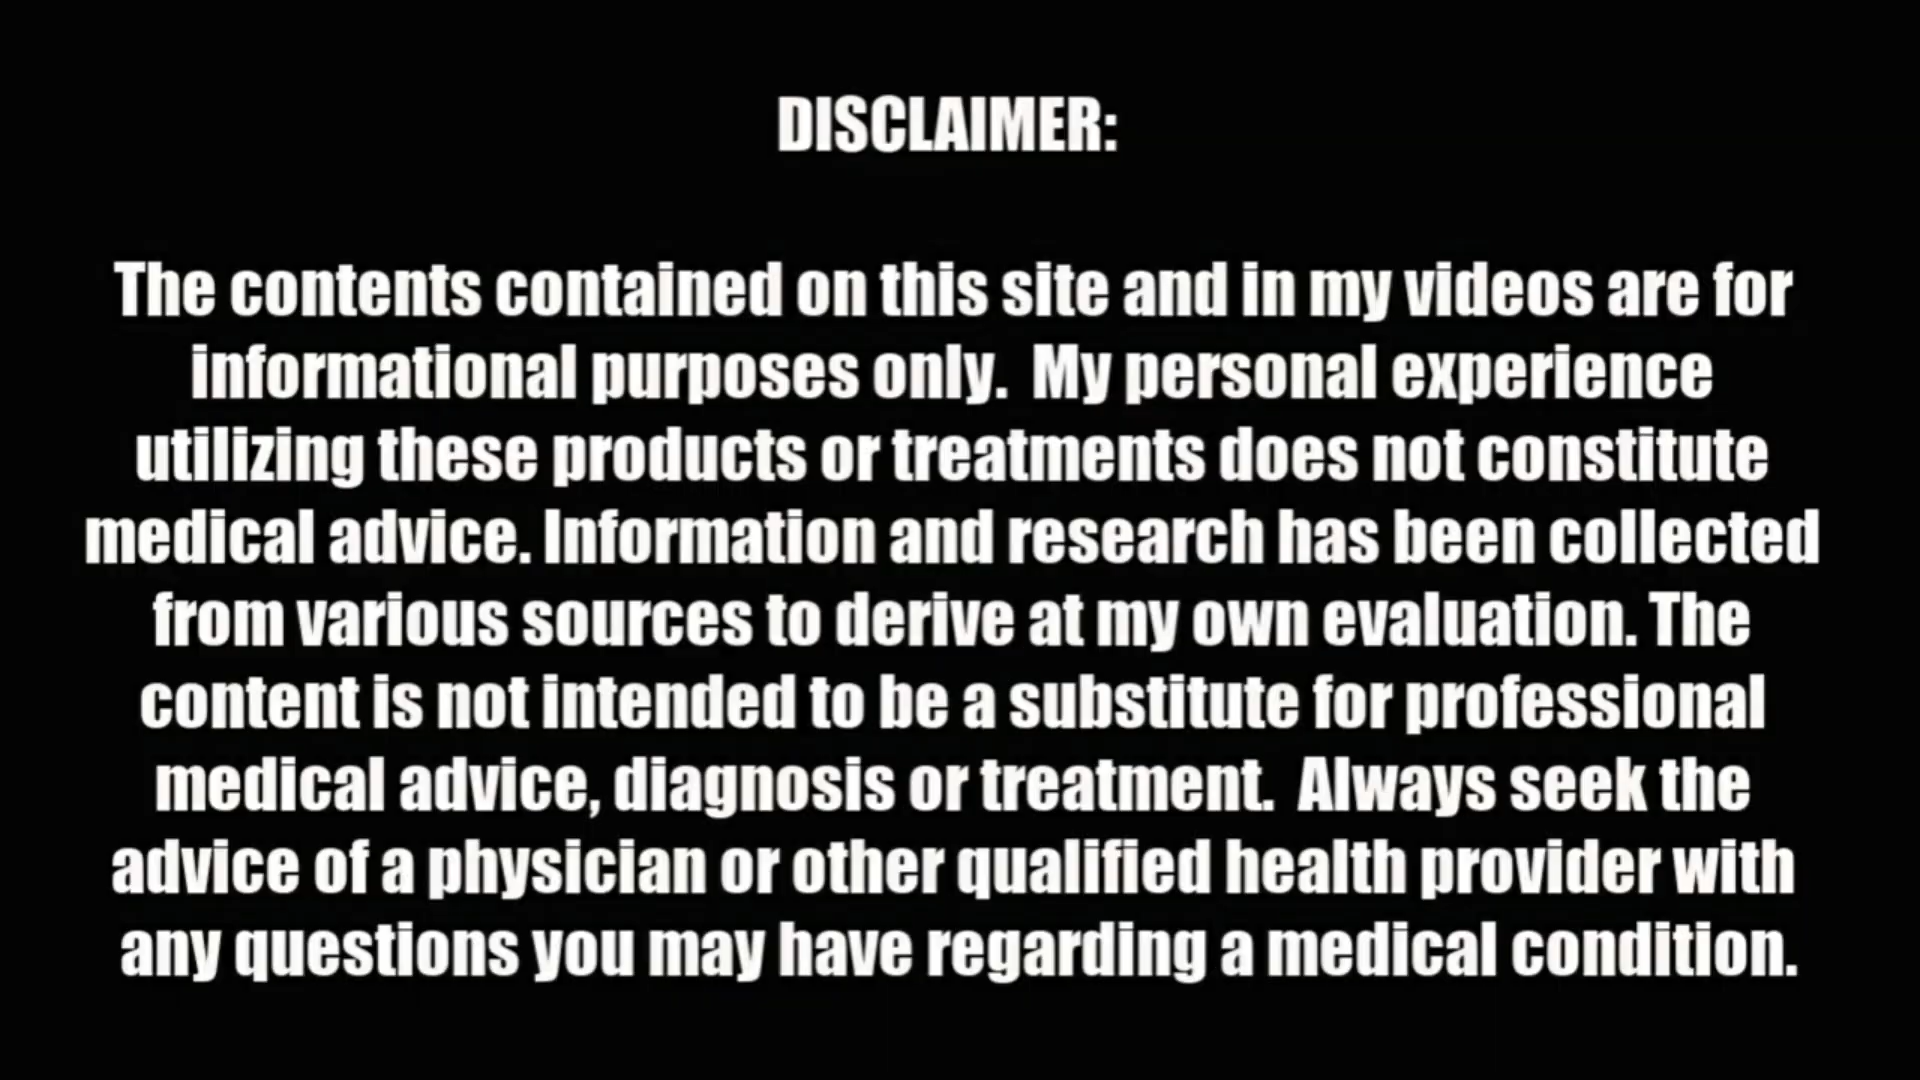 DISCLAIMER:
The contents contained on this site and in my videos are for
informational purposes only.  My personal experience
utilizing these products or treatments does not constitute
medical advice. Information and research has been collected
from various sources to derive at my own evaluation. The
content is not intended to be a substitute for professional
medical advice, diagnosis or treatment.  Always seek the
advice of a physician or other qualified health provider with
any questions you may have regarding a medical condition.